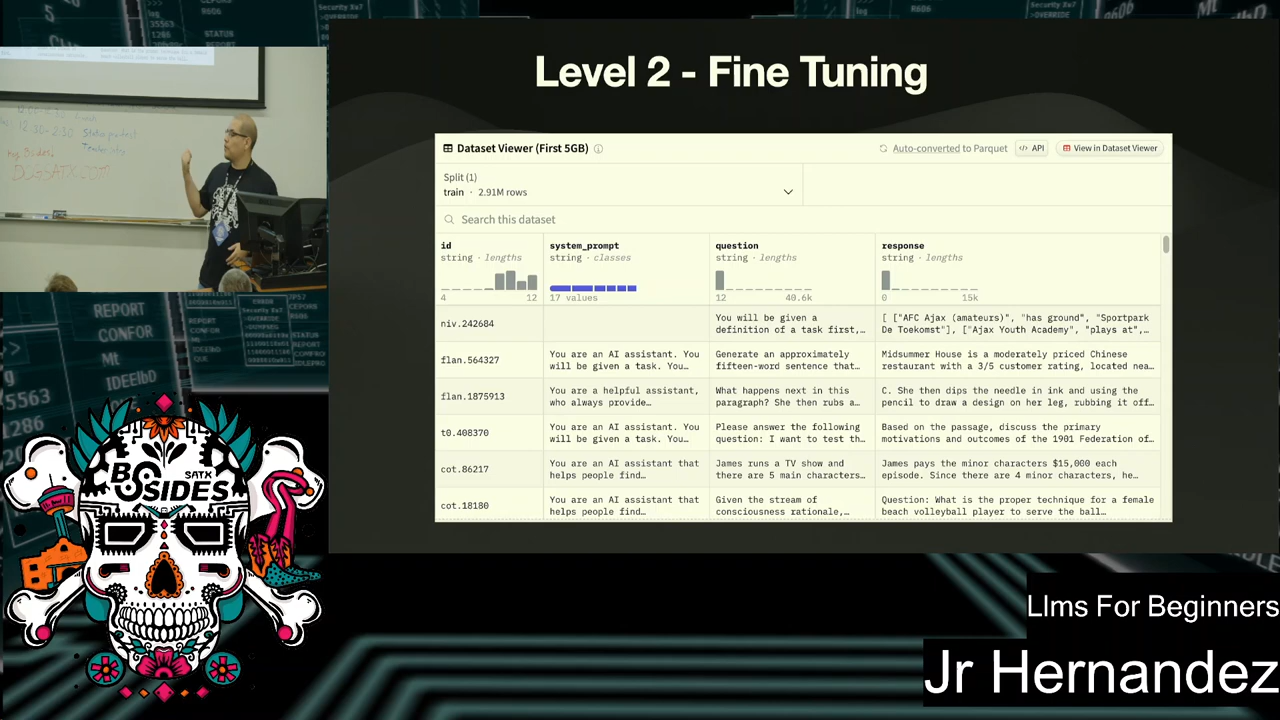 Level 2 - Fine Tuning
Dataset Viewer (First 5GB)
Auto-converted to Parquet
API
View in Dataset Viewer
Split (1)
train · 2.91M rows
Search this dataset
id
string · lengths
4 12
system_prompt
string · classes
17 values
question
string · lengths
12 40.6k
response
string · lengths
0 15k
niv.242684
You will be given a
definition of a task first,…
[ ["AFC Ajax (amateurs)", "has ground", "Sportpark
De Toekomst"], ["Ajax Youth Academy", "plays at",…
flan.564327
You are an AI assistant. You
will be given a task. You…
Generate an approximately
fifteen-word sentence that…
Midsummer House is a moderately priced Chinese
restaurant with a 3/5 customer rating, located nea…
flan.1875913
You are a helpful assistant,
who always provide…
What happens next in this
paragraph? She then rubs a…
C. She then dips the needle in ink and using the
pencil to draw a design on her leg, rubbing it off…
t0.408370
You are an AI assistant. You
will be given a task. You…
Please answer the following
question: I want to test th…
Based on the passage, discuss the primary
motivations and outcomes of the 1901 Federation of…
cot.86217
You are an AI assistant that
helps people find…
James runs a TV show and
there are 5 main characters…
James pays the minor characters $15,000 each
episode. Since there are 4 minor characters, he…
cot.18180
You are an AI assistant that
helps people find…
Given the stream of
consciousness rationale,…
Question: What is the proper technique for a female
beach volleyball player to serve the ball…
12:30-2:30
REPORT
CONFOR
Mt
IDEEIbD
5563
1286
BSIDES
SATX
Llms For Beginners
Jr Hernandez